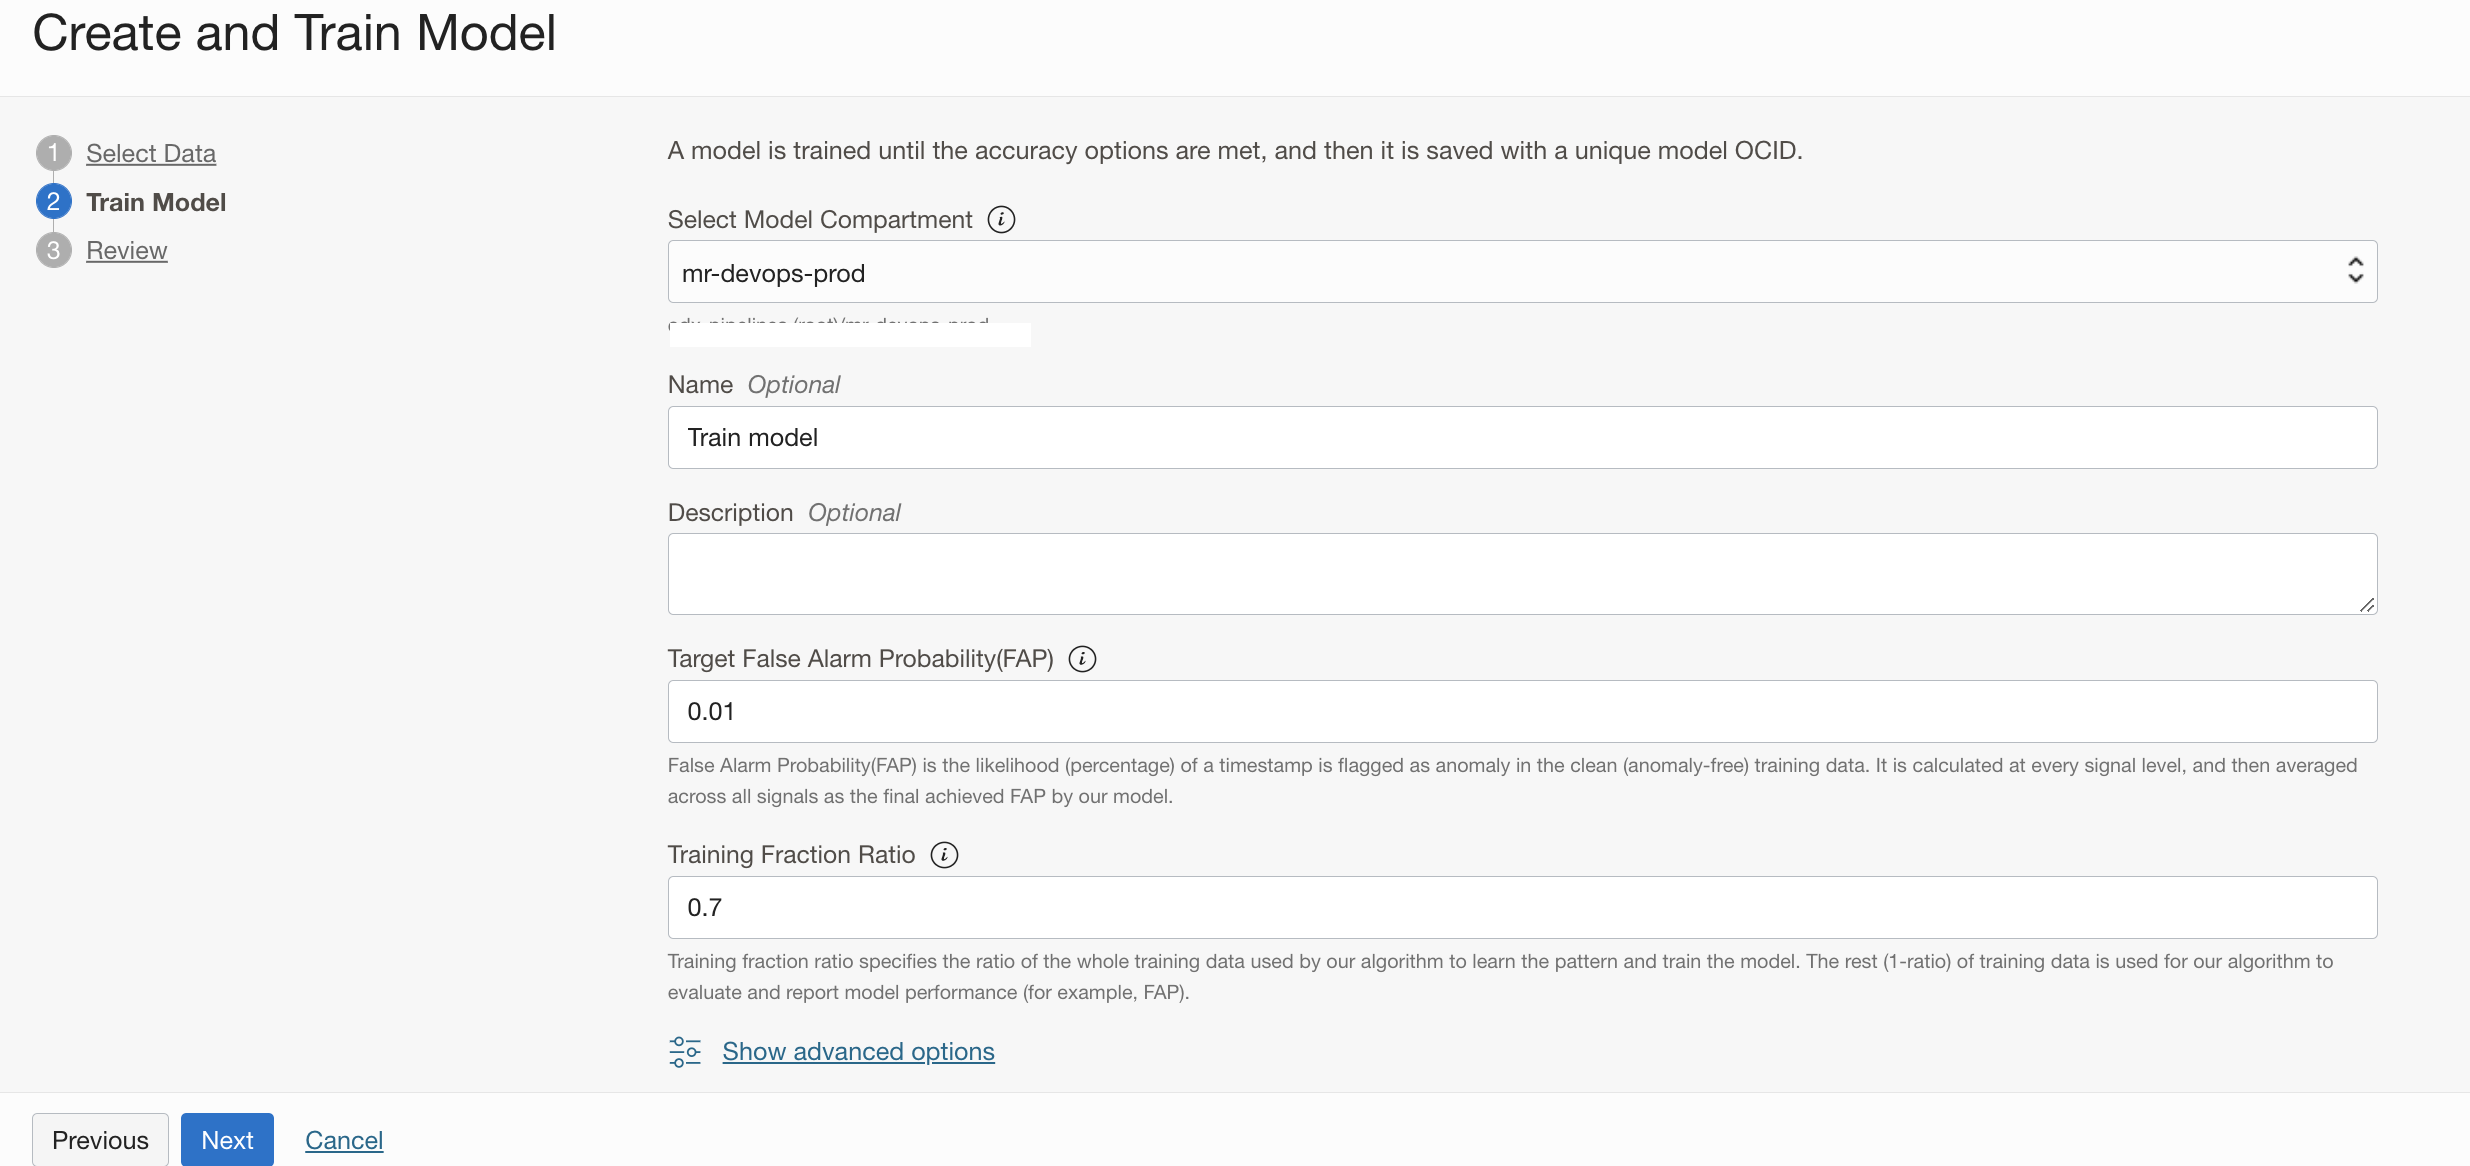 Create and Train Model
1 Select Data
2 Train Model
3 Review
A model is trained until the accuracy options are met, and then it is saved with a unique model OCID.
Select Model Compartment i
mr-devops-prod
Name Optional
Train model
Description Optional
Target False Alarm Probability(FAP) i
0.01
False Alarm Probability(FAP) is the likelihood (percentage) of a timestamp is flagged as anomaly in the clean (anomaly-free) training data. It is calculated at every signal level, and then averaged
across all signals as the final achieved FAP by our model.
Training Fraction Ratio i
0.7
Training fraction ratio specifies the ratio of the whole training data used by our algorithm to learn the pattern and train the model. The rest (1-ratio) of training data is used for our algorithm to
evaluate and report model performance (for example, FAP).
Show advanced options
Previous Next Cancel